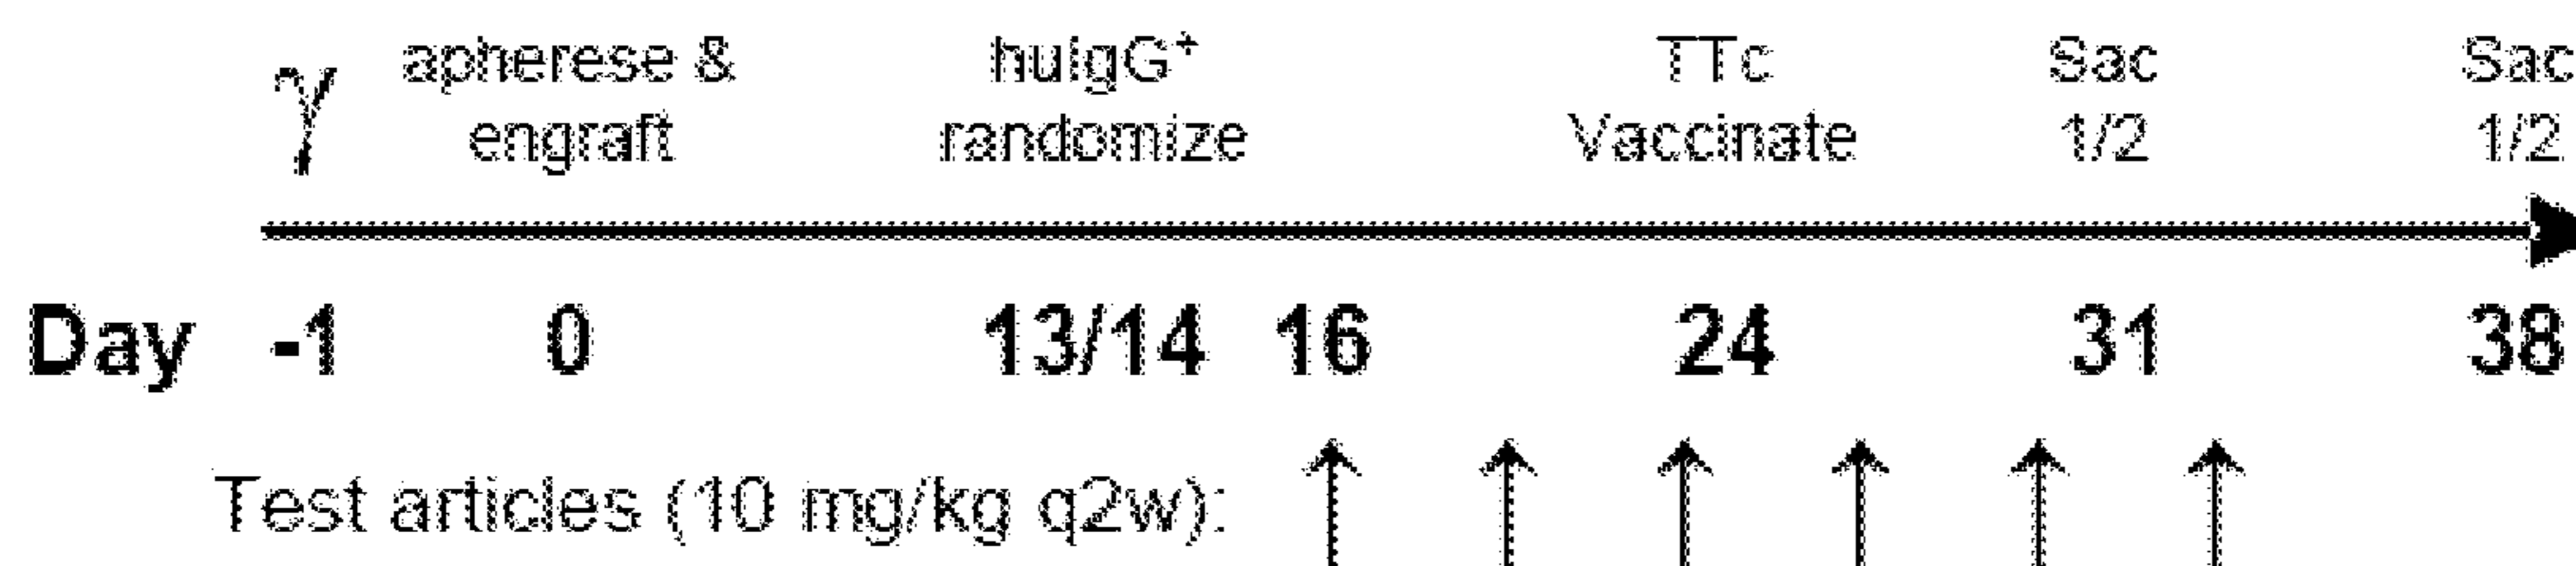 γ apherese & huIgG⁺ TTc Sac Sac
engraft randomize Vaccinate 1/2 1/2
Day -1 0 13/14 16 24 31 38
Test articles (10 mg/kg q2w):